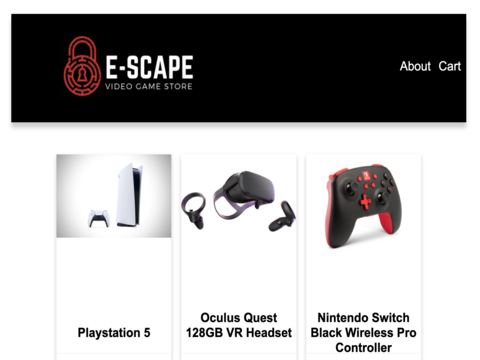 E-SCAPE
VIDEO GAME STORE
About Cart
Playstation 5
Oculus Quest
128GB VR Headset
Nintendo Switch
Black Wireless Pro
Controller